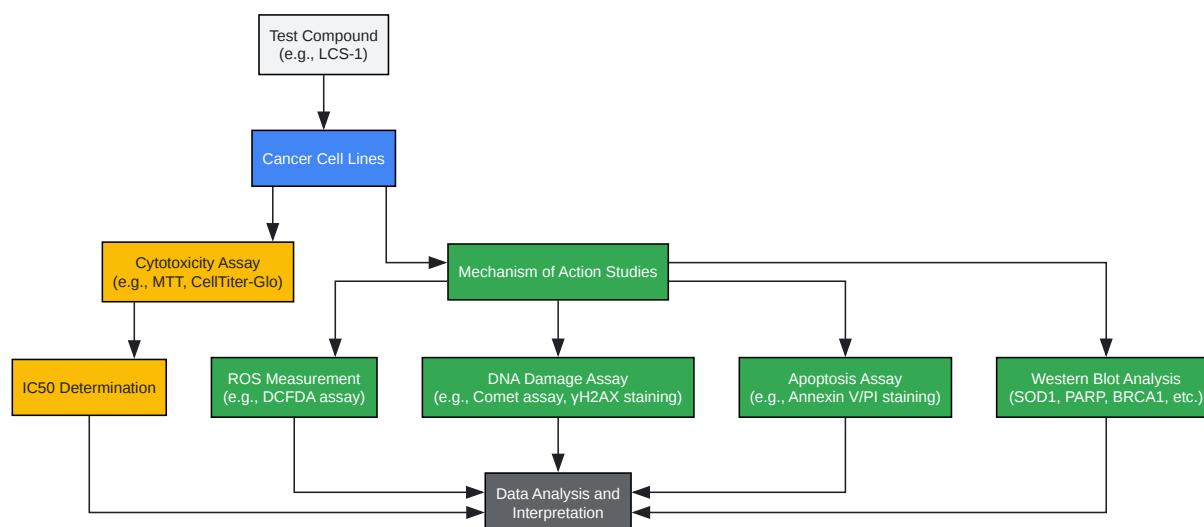 Test Compound
(e.g., LCS-1)
Cancer Cell Lines
Cytotoxicity Assay
(e.g., MTT, CellTiter-Glo)
Mechanism of Action Studies
IC50 Determination
ROS Measurement
(e.g., DCFDA assay)
DNA Damage Assay
(e.g., Comet assay, γH2AX staining)
Apoptosis Assay
(e.g., Annexin V/PI staining)
Western Blot Analysis
(SOD1, PARP, BRCA1, etc.)
Data Analysis and
Interpretation